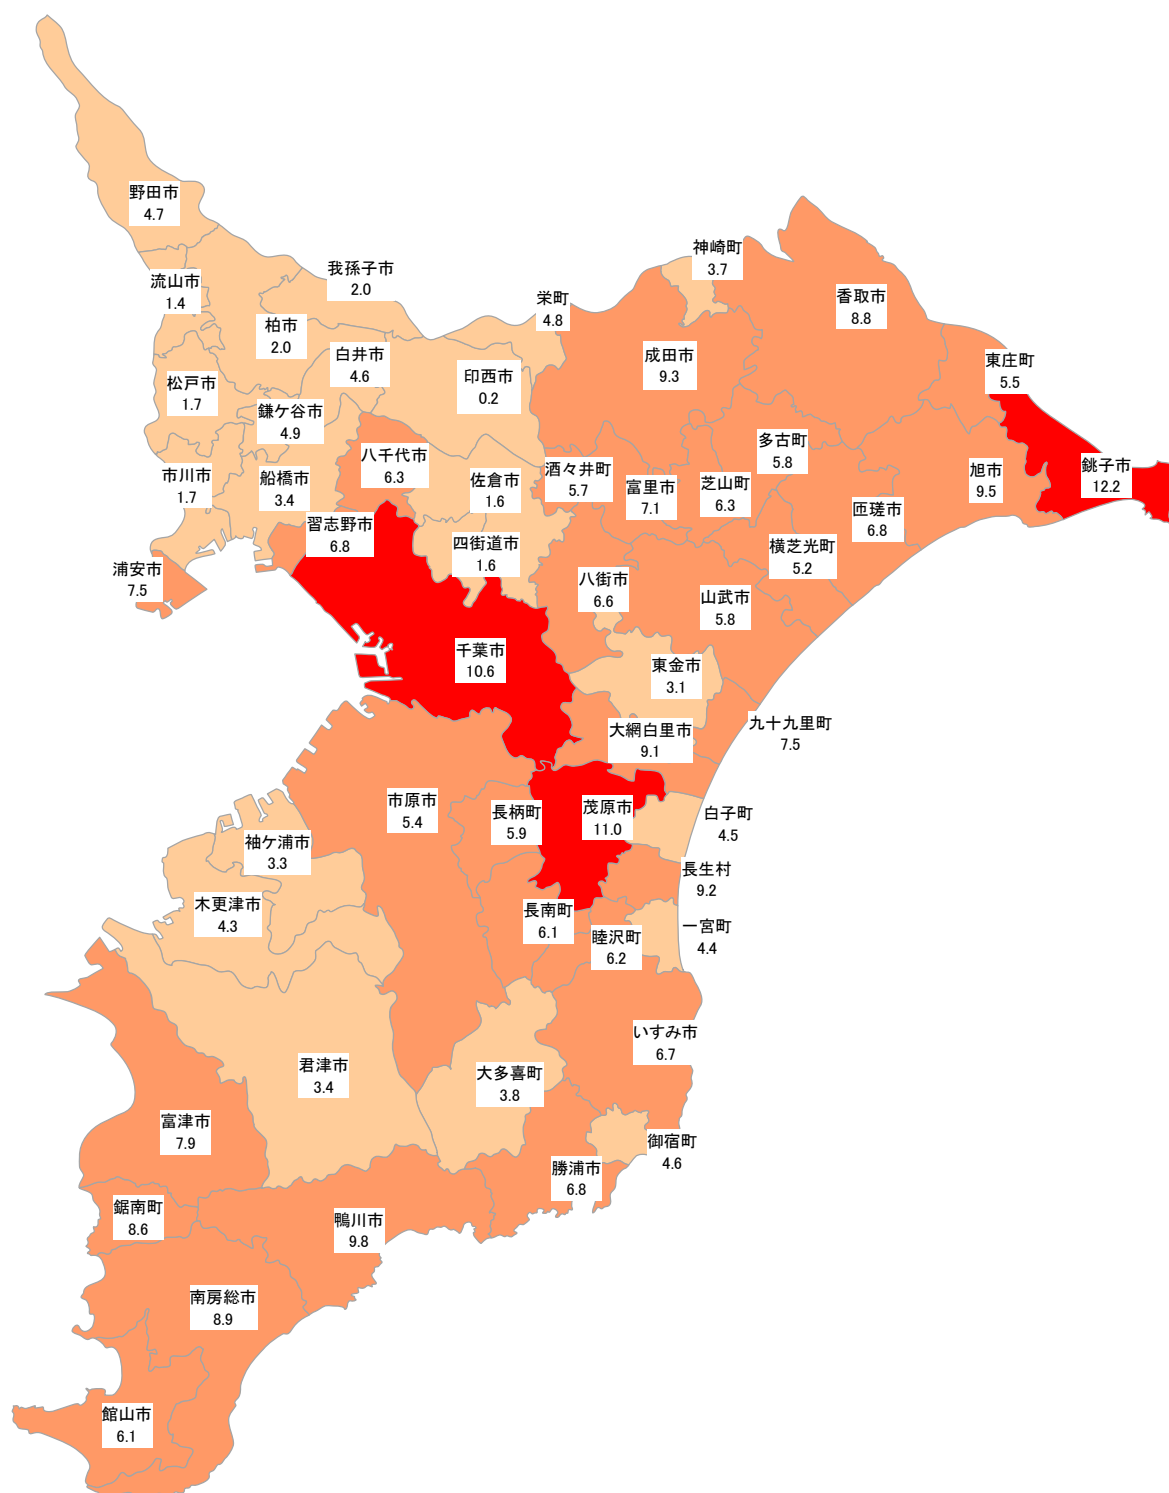 野田市
4.7
流山市
1.4
我孫子市
2.0
柏市
2.0
白井市
4.6
松戸市
1.7
鎌ケ谷市
4.9
印西市
0.2
栄町
4.8
神崎町
3.7
成田市
9.3
香取市
8.8
東庄町
5.5
銚子市
12.2
旭市
9.5
匝瑳市
6.8
多古町
5.8
芝山町
6.3
横芝光町
5.2
富里市
7.1
酒々井町
5.7
八千代市
6.3
佐倉市
1.6
市川市
1.7
船橋市
3.4
習志野市
6.8
浦安市
7.5
四街道市
1.6
八街市
6.6
山武市
5.8
千葉市
10.6
東金市
3.1
九十九里町
7.5
大網白里市
9.1
市原市
5.4
長柄町
5.9
茂原市
11.0
白子町
4.5
長生村
9.2
袖ケ浦市
3.3
木更津市
4.3
長南町
6.1
睦沢町
6.2
一宮町
4.4
いすみ市
6.7
君津市
3.4
大多喜町
3.8
富津市
7.9
御宿町
4.6
勝浦市
6.8
鋸南町
8.6
鴨川市
9.8
南房総市
8.9
館山市
6.1